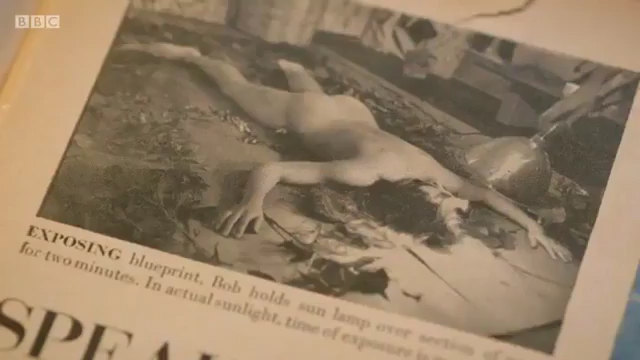 BBC
EXPOSING blueprint, Bob holds sun lamp over section of
for two minutes. In actual sunlight, time of exposure is
SPEA